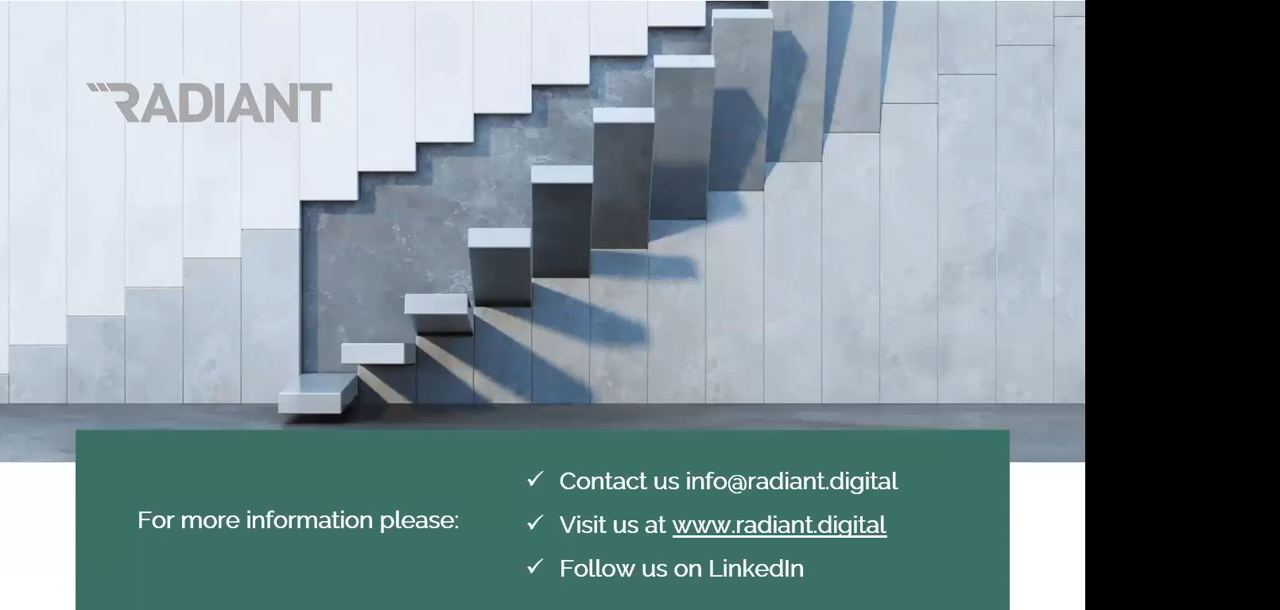 RADIANT
For more information please:
✓ Contact us info@radiant.digital
✓ Visit us at www.radiant.digital
✓ Follow us on LinkedIn